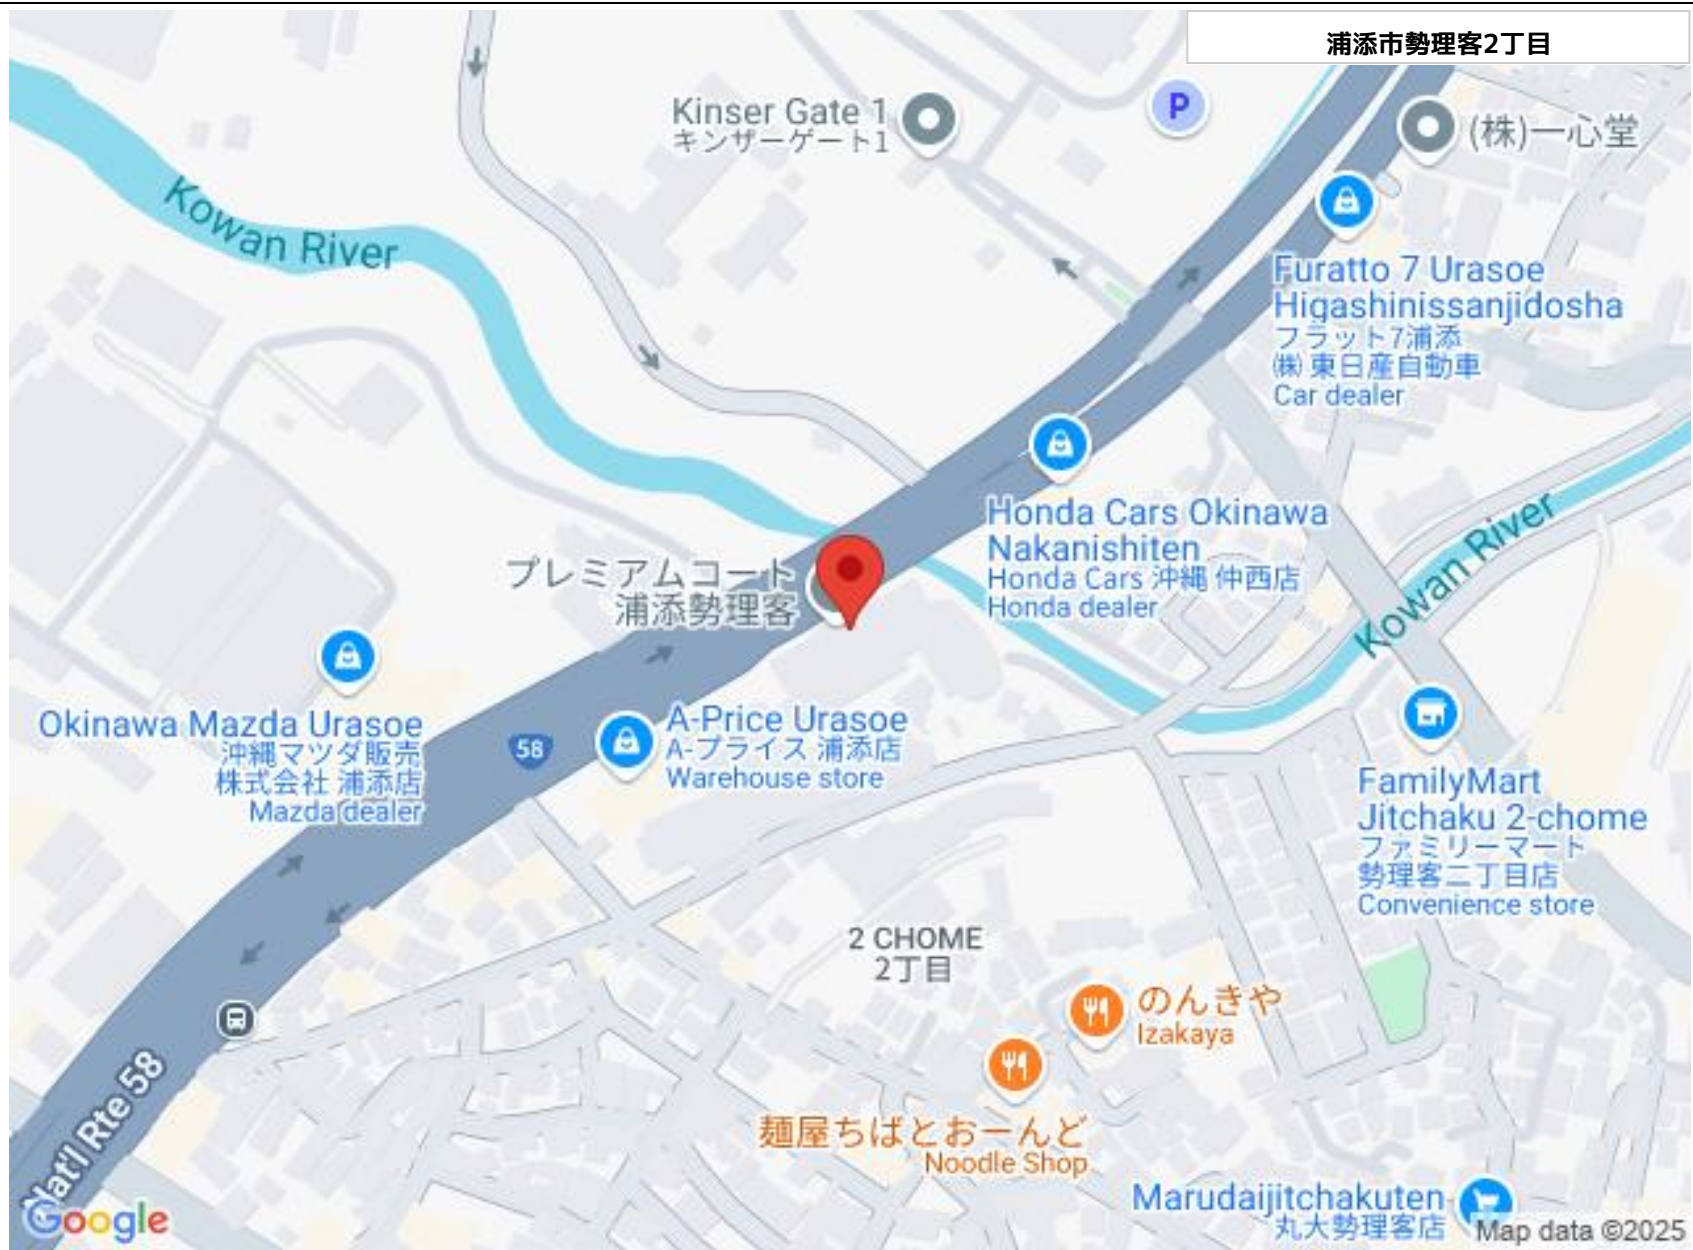 浦添市勢理客2丁目
Kinser Gate 1
キンザーゲート1
P
(株)一心堂
Kowan River
Furatto 7 Urasoe
Higashinissanjidosha
フラット7浦添
㈱ 東日産自動車
Car dealer
Honda Cars Okinawa
Nakanishiten
Honda Cars 沖縄 仲西店
Honda dealer
Kowan River
プレミアムコート
浦添勢理客
Okinawa Mazda Urasoe
沖縄マツダ販売
株式会社 浦添店
Mazda dealer
58
A-Price Urasoe
A-プライス 浦添店
Warehouse store
FamilyMart
Jitchaku 2-chome
ファミリーマート
勢理客二丁目店
Convenience store
2 CHOME
2丁目
のんきや
Izakaya
麺屋ちばとおーんど
Noodle Shop
Nat'l Rte 58
Marudaijitchakuten
丸大勢理客店
Google
Map data ©2025